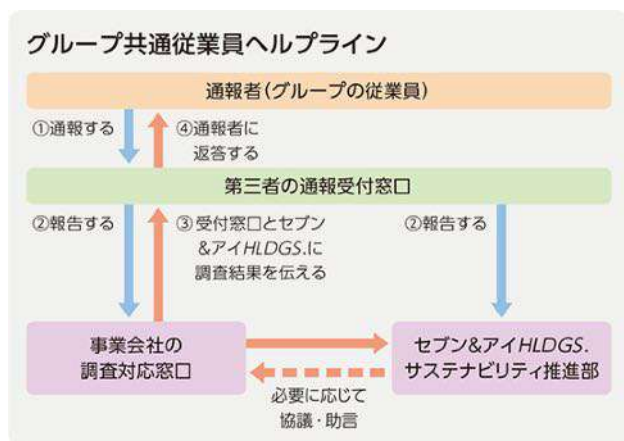 グループ共通従業員ヘルプライン
通報者(グループの従業員)
①通報する
④通報者に
返答する
第三者の通報受付窓口
②報告する
③受付窓口とセブン
&アイHLDGS.に
調査結果を伝える
②報告する
事業会社の
調査対応窓口
セブン&アイHLDGS.
サステナビリティ推進部
必要に応じて
協議・助言